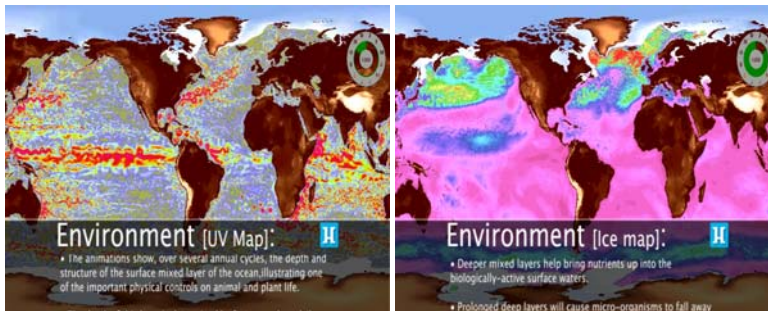 Environment [UV Map]:
• The animations show, over several annual cycles, the depth and
structure of the surface mixed layer of the ocean,illustrating one
of the important physical controls on animal and plant life.
Environment [Ice map]:
• Deeper mixed layers help bring nutrients up into the
biologically-active surface waters.
• Prolonged deep layers will cause micro-organisms to fall away